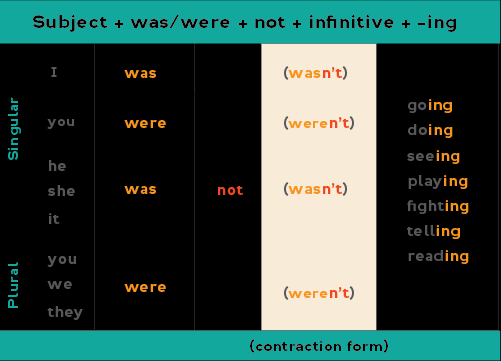 Subject + was/were + not + infinitive + -ing
Singular
I was (wasn't)
you were (weren't)
he
she was not (wasn't)
it
Plural
you
we were (weren't)
they
going
doing
seeing
playing
fighting
telling
reading
(contraction form)